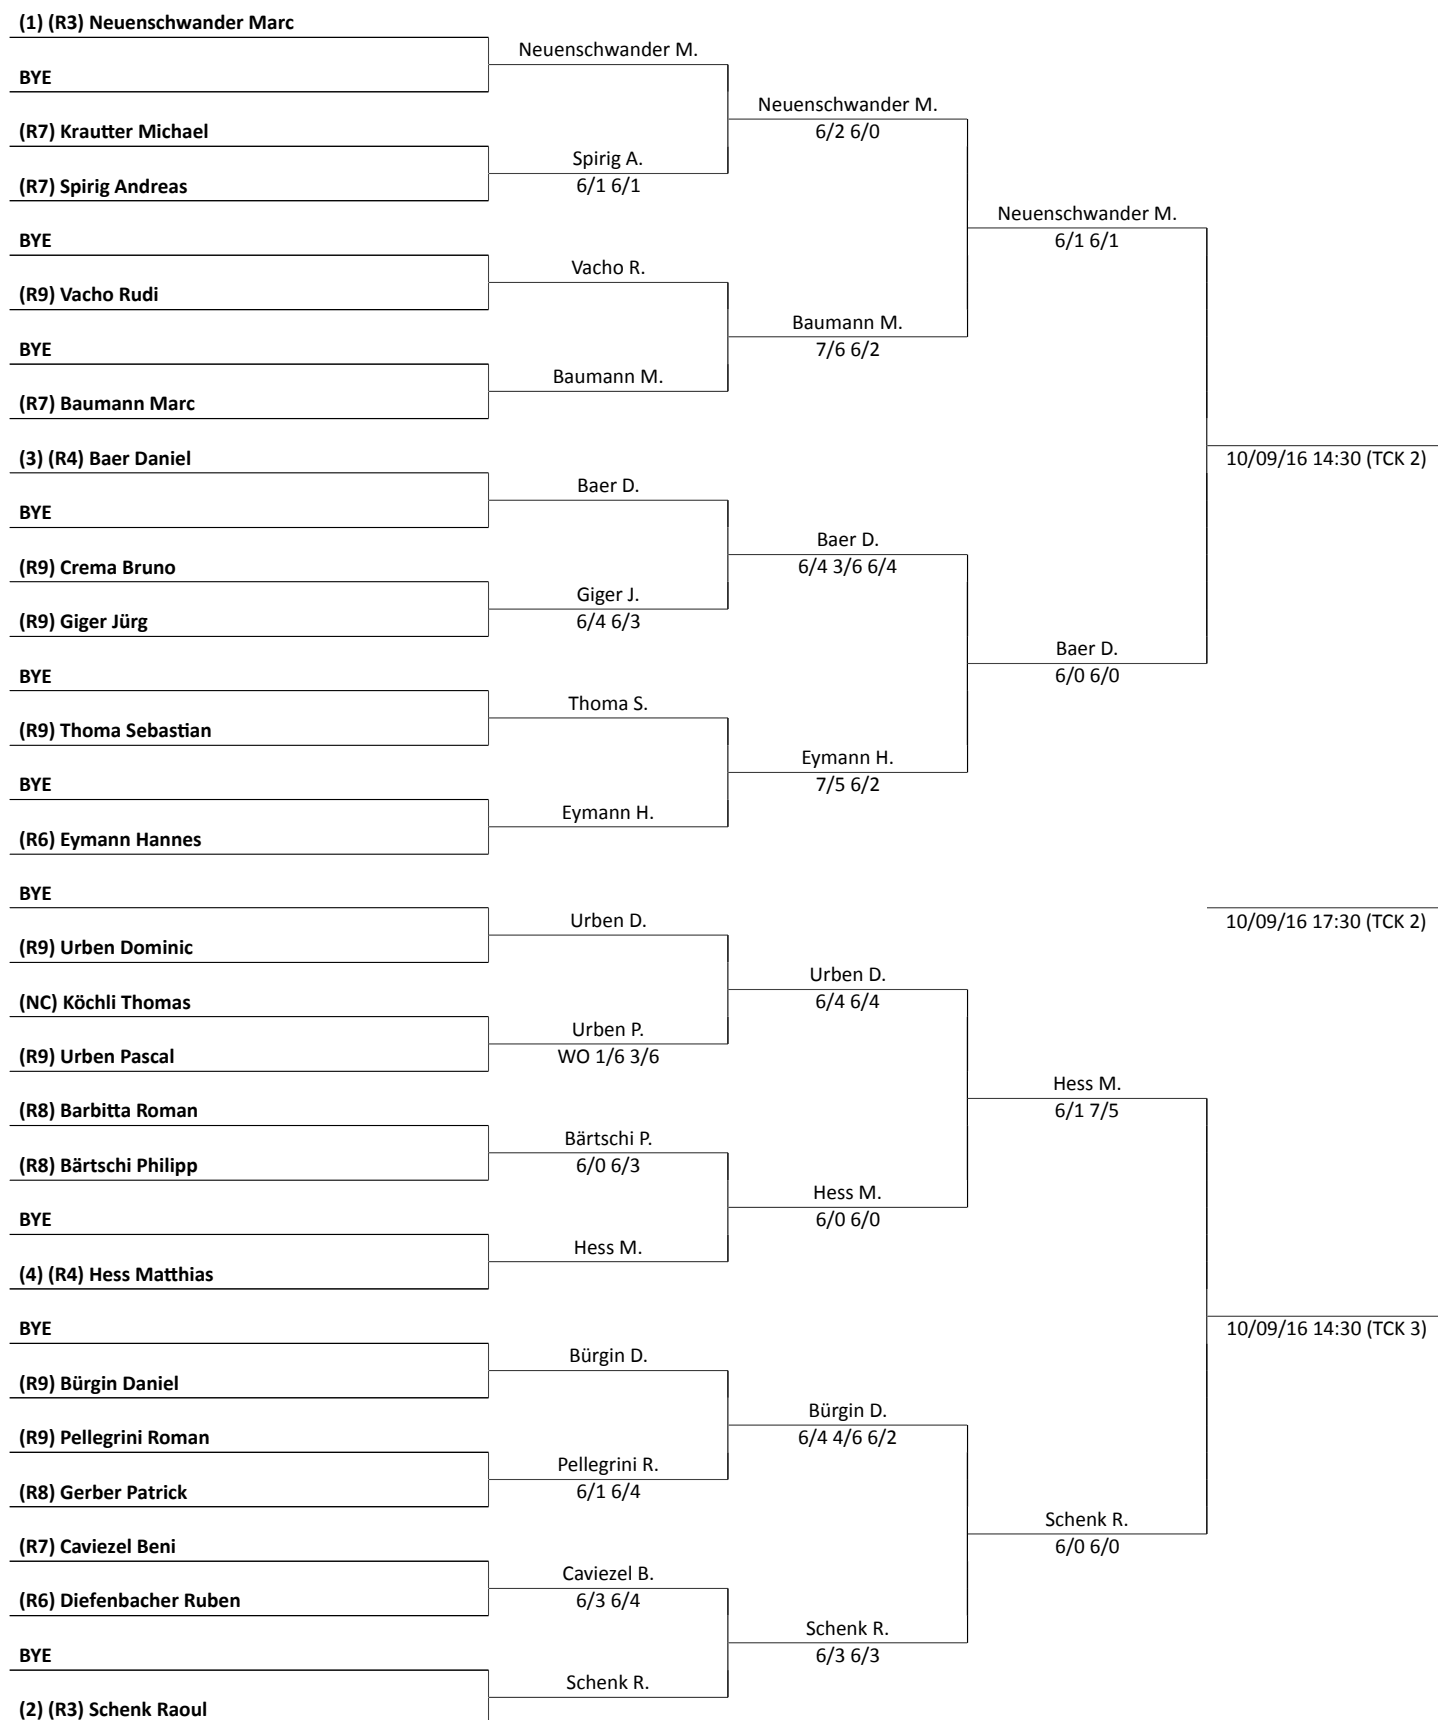 (1) (R3) Neuenschwander Marc
Neuenschwander M.
BYE
Neuenschwander M.
6/2 6/0
(R7) Krautter Michael
Spirig A.
6/1 6/1
(R7) Spirig Andreas
Neuenschwander M.
6/1 6/1
BYE
Vacho R.
(R9) Vacho Rudi
Baumann M.
7/6 6/2
BYE
Baumann M.
(R7) Baumann Marc
(3) (R4) Baer Daniel
10/09/16 14:30 (TCK 2)
Baer D.
BYE
Baer D.
6/4 3/6 6/4
(R9) Crema Bruno
Giger J.
6/4 6/3
(R9) Giger Jürg
Baer D.
6/0 6/0
BYE
Thoma S.
(R9) Thoma Sebastian
Eymann H.
7/5 6/2
BYE
Eymann H.
(R6) Eymann Hannes
BYE
Urben D.
10/09/16 17:30 (TCK 2)
(R9) Urben Dominic
Urben D.
6/4 6/4
(NC) Köchli Thomas
Urben P.
WO 1/6 3/6
(R9) Urben Pascal
Hess M.
6/1 7/5
(R8) Barbitta Roman
Bärtschi P.
6/0 6/3
(R8) Bärtschi Philipp
Hess M.
6/0 6/0
BYE
Hess M.
(4) (R4) Hess Matthias
BYE
10/09/16 14:30 (TCK 3)
Bürgin D.
(R9) Bürgin Daniel
Bürgin D.
6/4 4/6 6/2
(R9) Pellegrini Roman
Pellegrini R.
6/1 6/4
(R8) Gerber Patrick
Schenk R.
6/0 6/0
(R7) Caviezel Beni
Caviezel B.
6/3 6/4
(R6) Diefenbacher Ruben
Schenk R.
6/3 6/3
BYE
Schenk R.
(2) (R3) Schenk Raoul